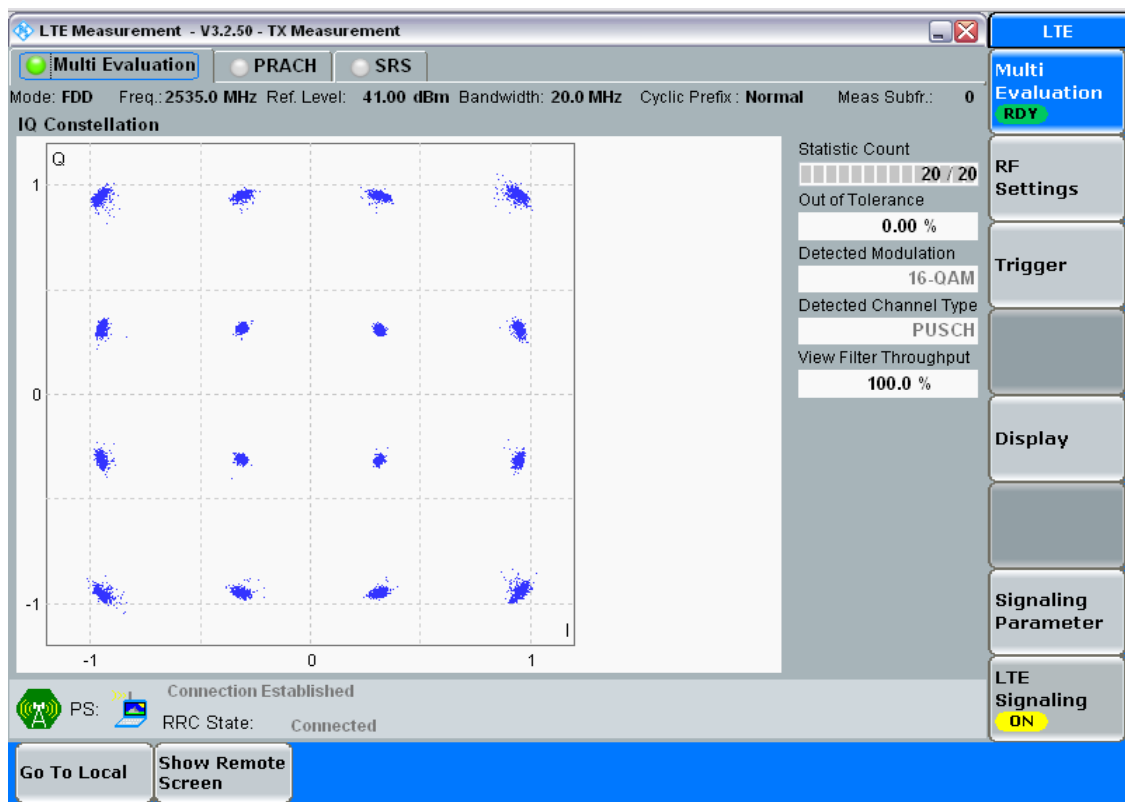 LTE Measurement - V3.2.50 - TX Measurement
LTE
Multi Evaluation
PRACH
SRS
Mode: FDD Freq.: 2535.0 MHz Ref. Level: 41.00 dBm Bandwidth: 20.0 MHz Cyclic Prefix : Normal Meas Subfr.: 0
IQ Constellation
Q
1
0
-1
I
-1 0 1
Statistic Count
20 / 20
Out of Tolerance
0.00 %
Detected Modulation
16-QAM
Detected Channel Type
PUSCH
View Filter Throughput
100.0 %
Multi
Evaluation
RDY
RF
Settings
Trigger
Display
Signaling
Parameter
LTE
Signaling
ON
PS:
Connection Established
RRC State: Connected
Go To Local
Show Remote
Screen